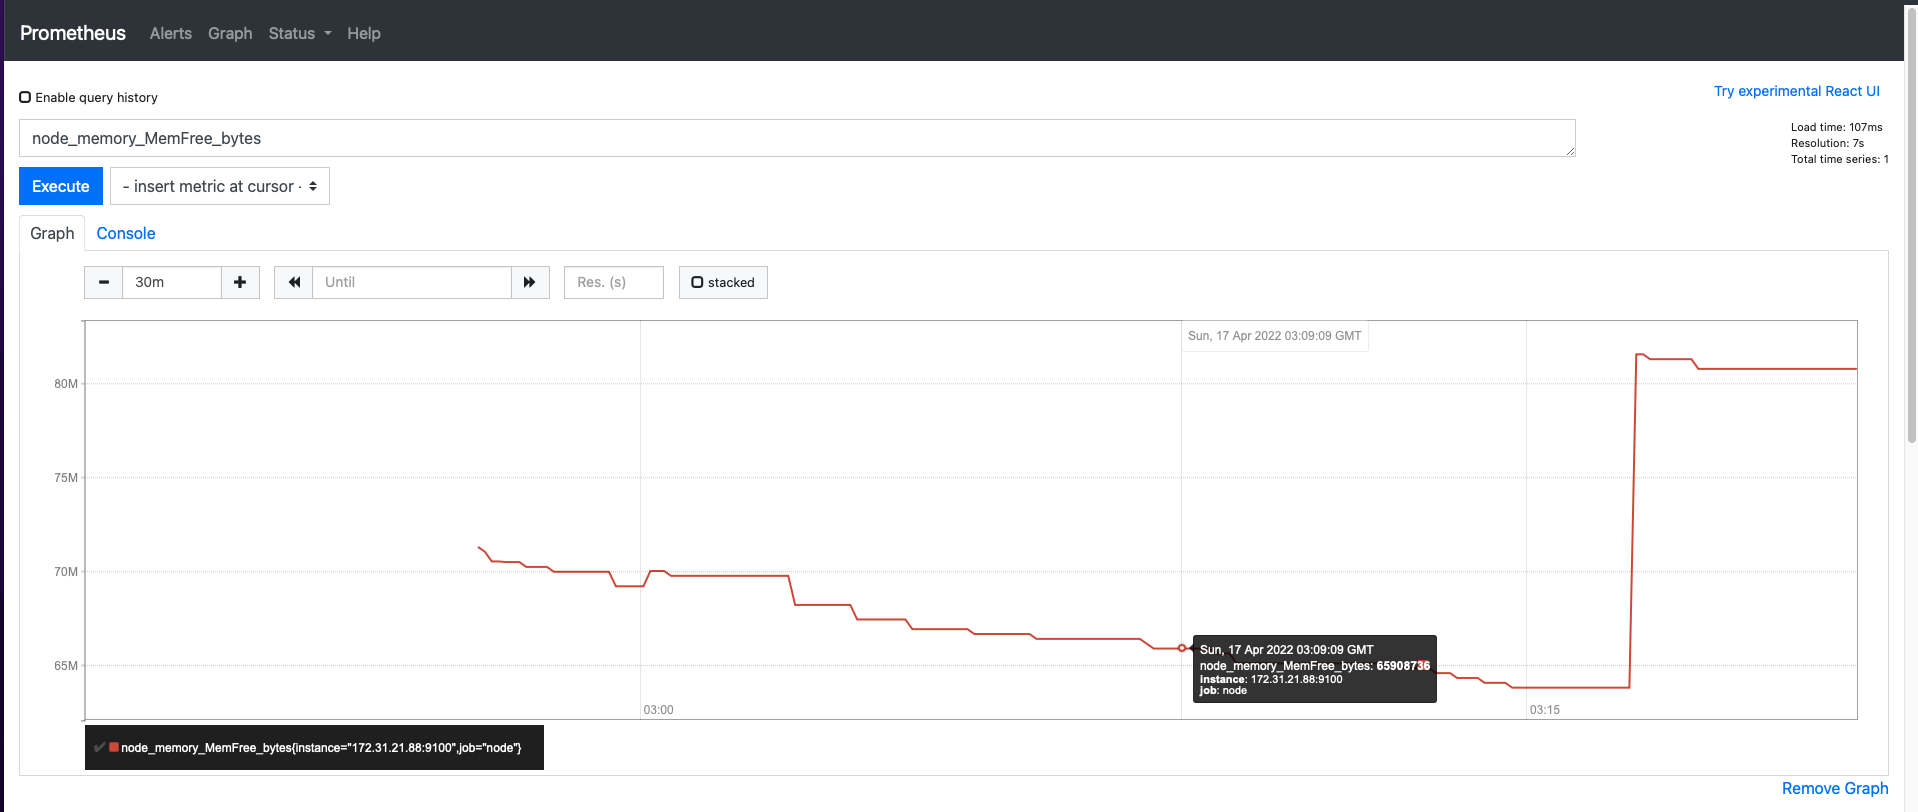 Prometheus Alerts Graph Status Help
Enable query history
Try experimental React UI
node_memory_MemFree_bytes
Load time: 107ms
Resolution: 7s
Total time series: 1
Execute - insert metric at cursor -
Graph Console
30m Until Res. (s) stacked
Sun, 17 Apr 2022 03:09:09 GMT
80M
75M
70M
65M
Sun, 17 Apr 2022 03:09:09 GMT
node_memory_MemFree_bytes: 65908736
instance: 172.31.21.88:9100
job: node
03:00 03:15
node_memory_MemFree_bytes{instance="172.31.21.88:9100",job="node"}
Remove Graph